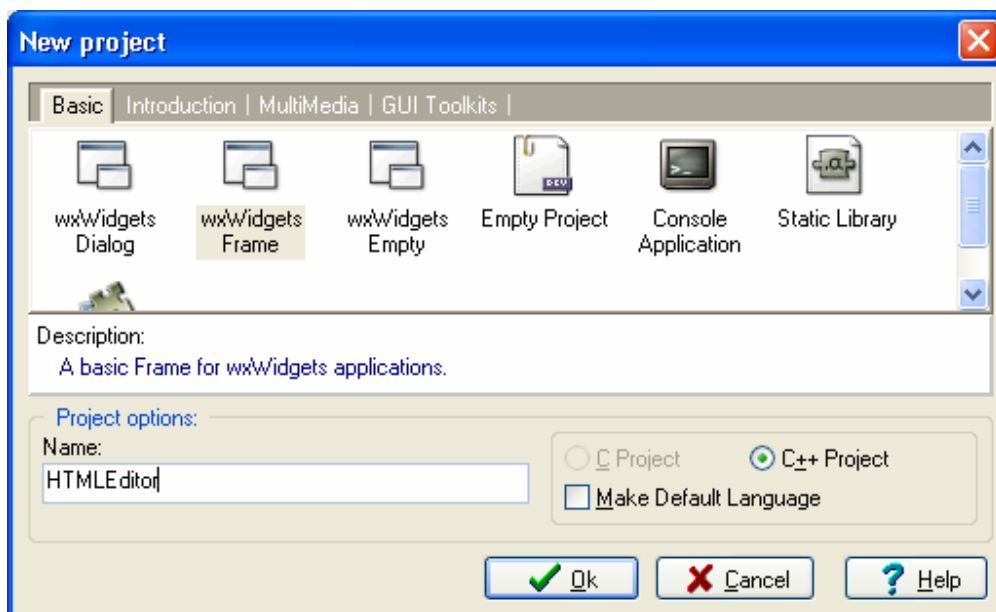 New project
Basic | Introduction | MultiMedia | GUI Toolkits |
wxWidgets Dialog
wxWidgets Frame
wxWidgets Empty
Empty Project
Console Application
Static Library
.a
DEV
>_
Description:
A basic Frame for wxWidgets applications.
Project options:
Name:
HTMLEditor
C Project
C++ Project
Make Default Language
Ok
Cancel
? Help